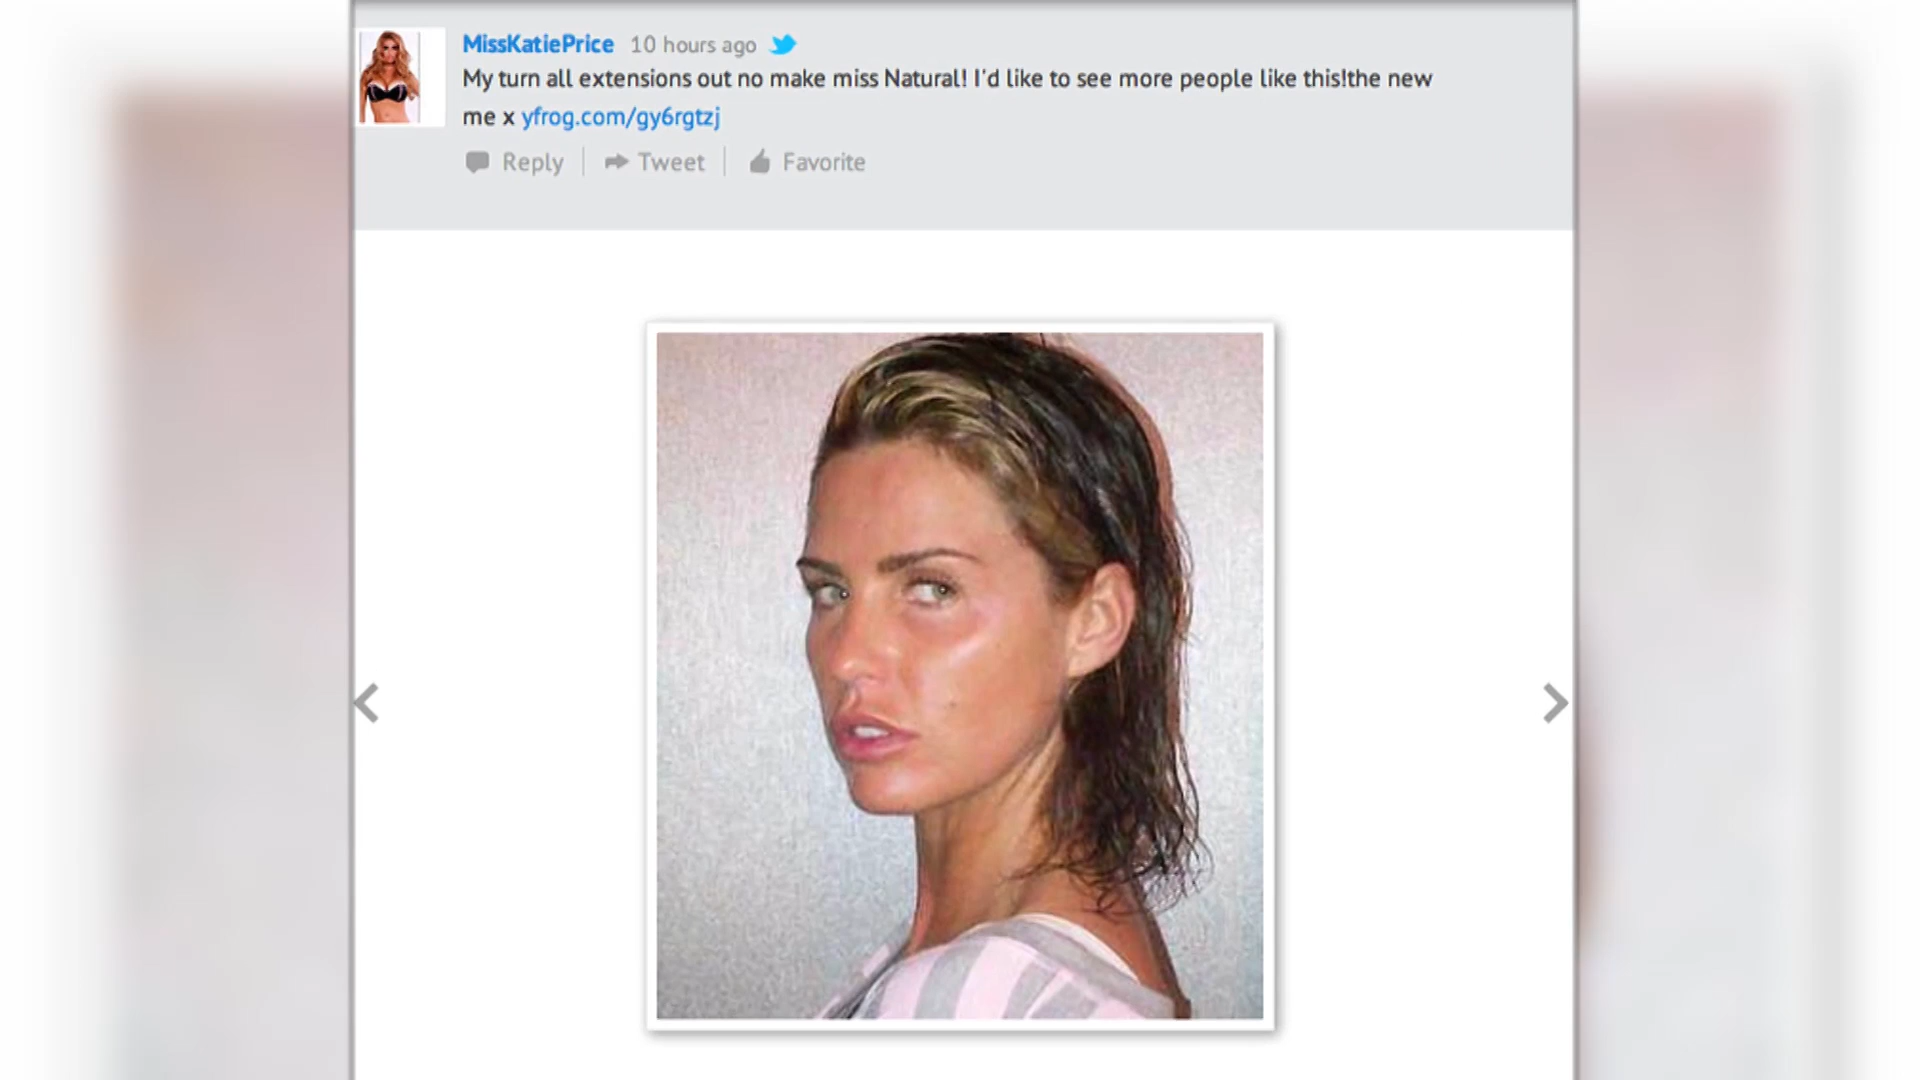 MissKatiePrice 10 hours ago
My turn all extensions out no make miss Natural! I'd like to see more people like this!the new
me x yfrog.com/gy6rgtzj
Reply Tweet Favorite